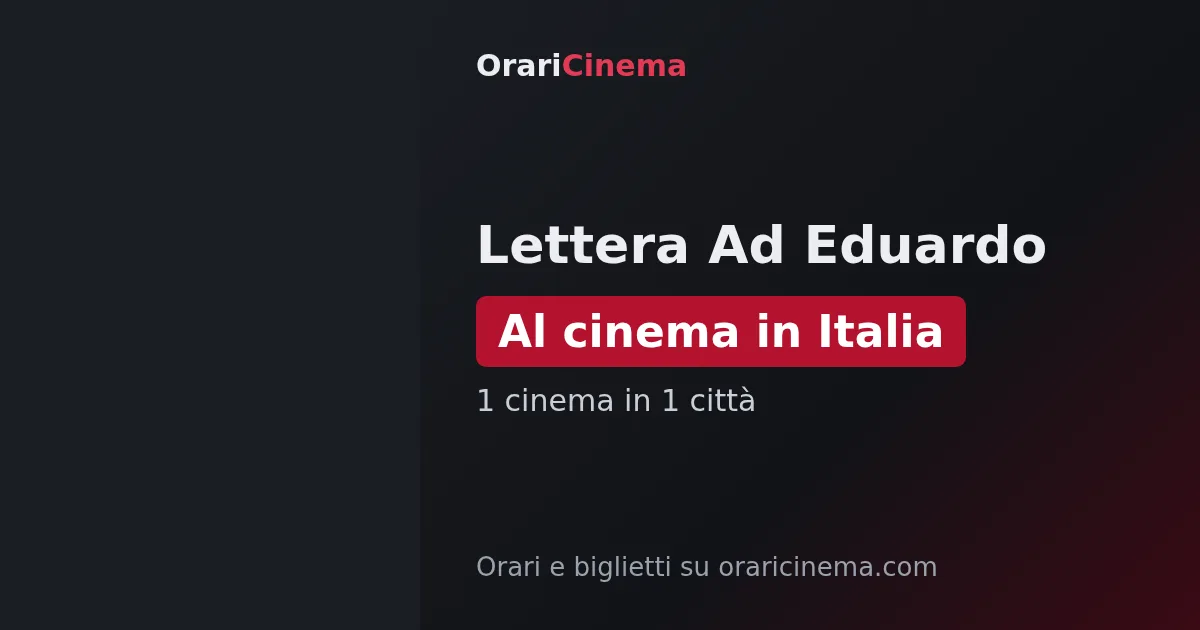 OrariCinema
Lettera Ad Eduardo
Al cinema in Italia
1 cinema in 1 città
Orari e biglietti su oraricinema.com